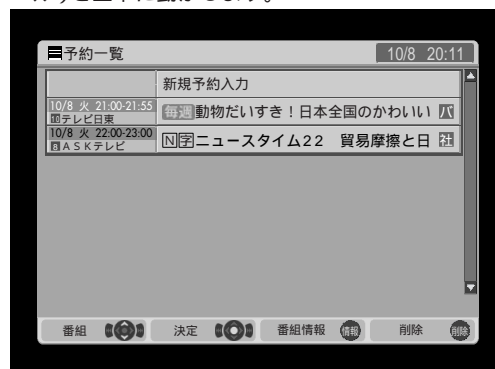 予約一覧 10/8 20:11
新規予約入力
10/8 火 21:00-21:55
10テレビ日東
毎週 動物だいすき!日本全国のかわいい バ
10/8 火 22:00-23:00
8ASKテレビ
N字ニュースタイム22 貿易摩擦と日 社
番組 決定 番組情報 情報 削除 削除